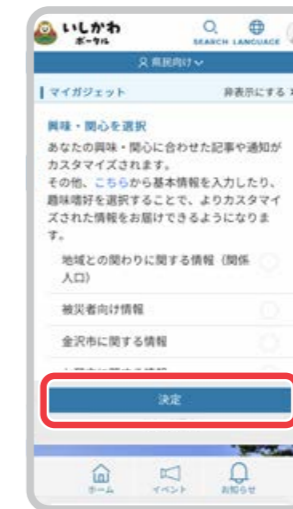 いしかわ
ポータル
SEARCH LANGUAGE
県民向け
マイガジェット 非表示にする
興味・関心を選択
あなたの興味・関心に合わせた記事や通知が
カスタマイズされます。
その他、こちらから基本情報を入力したり、
趣味嗜好を選択することで、よりカスタマイ
ズされた情報をお届けできるようになりま
す。
地域との関わりに関する情報（関係
人口）
被災者向け情報
金沢市に関する情報
決定
ホーム イベント お知らせ